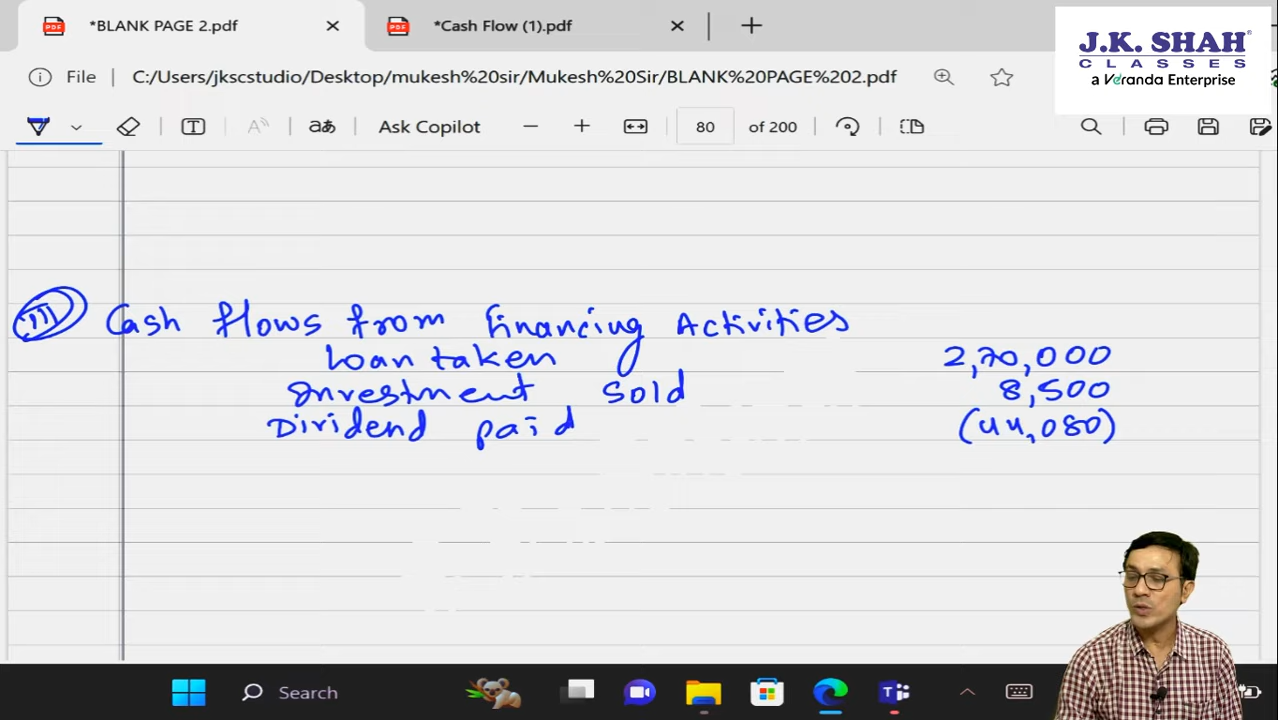 *BLANK PAGE 2.pdf
*Cash Flow (1).pdf
J.K. SHAH
CLASSES
a Veranda Enterprise
File C:/Users/jkscstudio/Desktop/mukesh%20sir/Mukesh%20Sir/BLANK%20PAGE%202.pdf
aあ Ask Copilot 80 of 200
III Cash flows from Financing Activities
Loan taken 2,70,000
Investment sold 8,500
Dividend paid (44,080)
Search